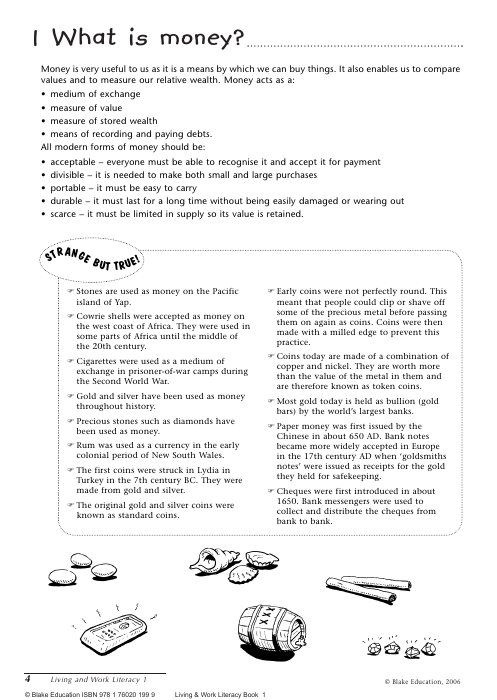 1 What is money?
Money is very useful to us as it is a means by which we can buy things. It also enables us to compare
values and to measure our relative wealth. Money acts as a:
• medium of exchange
• measure of value
• measure of stored wealth
• means of recording and paying debts.
All modern forms of money should be:
• acceptable – everyone must be able to recognise it and accept it for payment
• divisible – it is needed to make both small and large purchases
• portable – it must be easy to carry
• durable – it must last for a long time without being easily damaged or wearing out
• scarce – it must be limited in supply so its value is retained.
STRANGE BUT TRUE!
☞ Stones are used as money on the Pacific
island of Yap.
☞ Cowrie shells were accepted as money on
the west coast of Africa. They were used in
some parts of Africa until the middle of
the 20th century.
☞ Cigarettes were used as a medium of
exchange in prisoner-of-war camps during
the Second World War.
☞ Gold and silver have been used as money
throughout history.
☞ Precious stones such as diamonds have
been used as money.
☞ Rum was used as a currency in the early
colonial period of New South Wales.
☞ The first coins were struck in Lydia in
Turkey in the 7th century BC. They were
made from gold and silver.
☞ The original gold and silver coins were
known as standard coins.
☞ Early coins were not perfectly round. This
meant that people could clip or shave off
some of the precious metal before passing
them on again as coins. Coins were then
made with a milled edge to prevent this
practice.
☞ Coins today are made of a combination of
copper and nickel. They are worth more
than the value of the metal in them and
are therefore known as token coins.
☞ Most gold today is held as bullion (gold
bars) by the world's largest banks.
☞ Paper money was first issued by the
Chinese in about 650 AD. Bank notes
became more widely accepted in Europe
in the 17th century AD when 'goldsmiths
notes' were issued as receipts for the gold
they held for safekeeping.
☞ Cheques were first introduced in about
1650. Bank messengers were used to
collect and distribute the cheques from
bank to bank.
XXX
4 Living and Work Literacy 1
© Blake Education, 2006
© Blake Education ISBN 978 1 76020 199 9 Living & Work Literacy Book 1